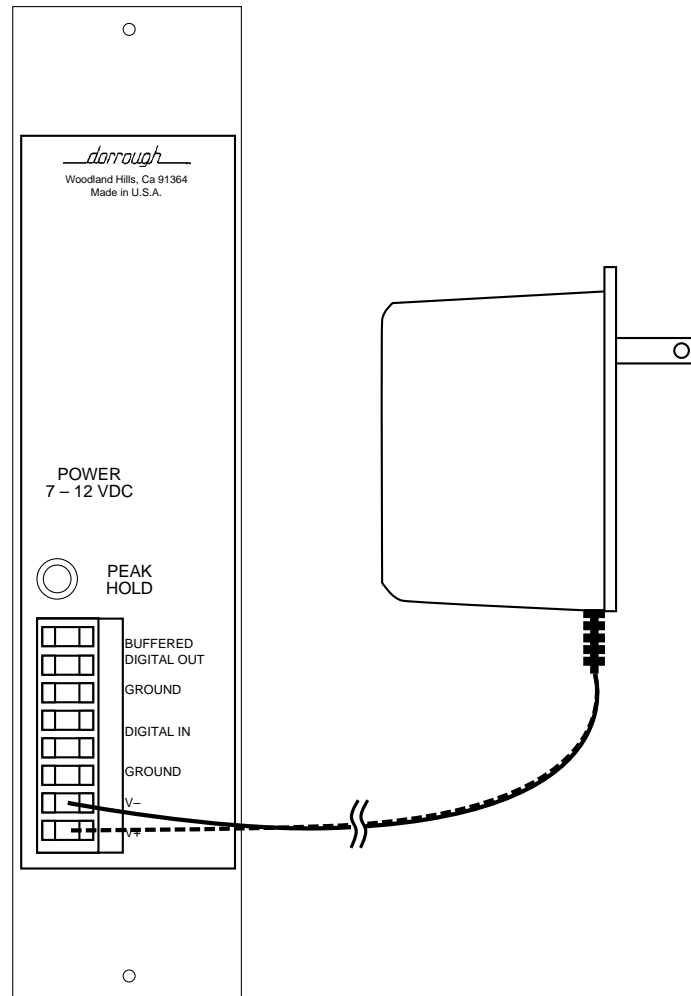 dorrough
Woodland Hills, Ca 91364
Made in U.S.A.
POWER
7 – 12 VDC
PEAK
HOLD
BUFFERED
DIGITAL OUT
GROUND
DIGITAL IN
GROUND
V–
V+